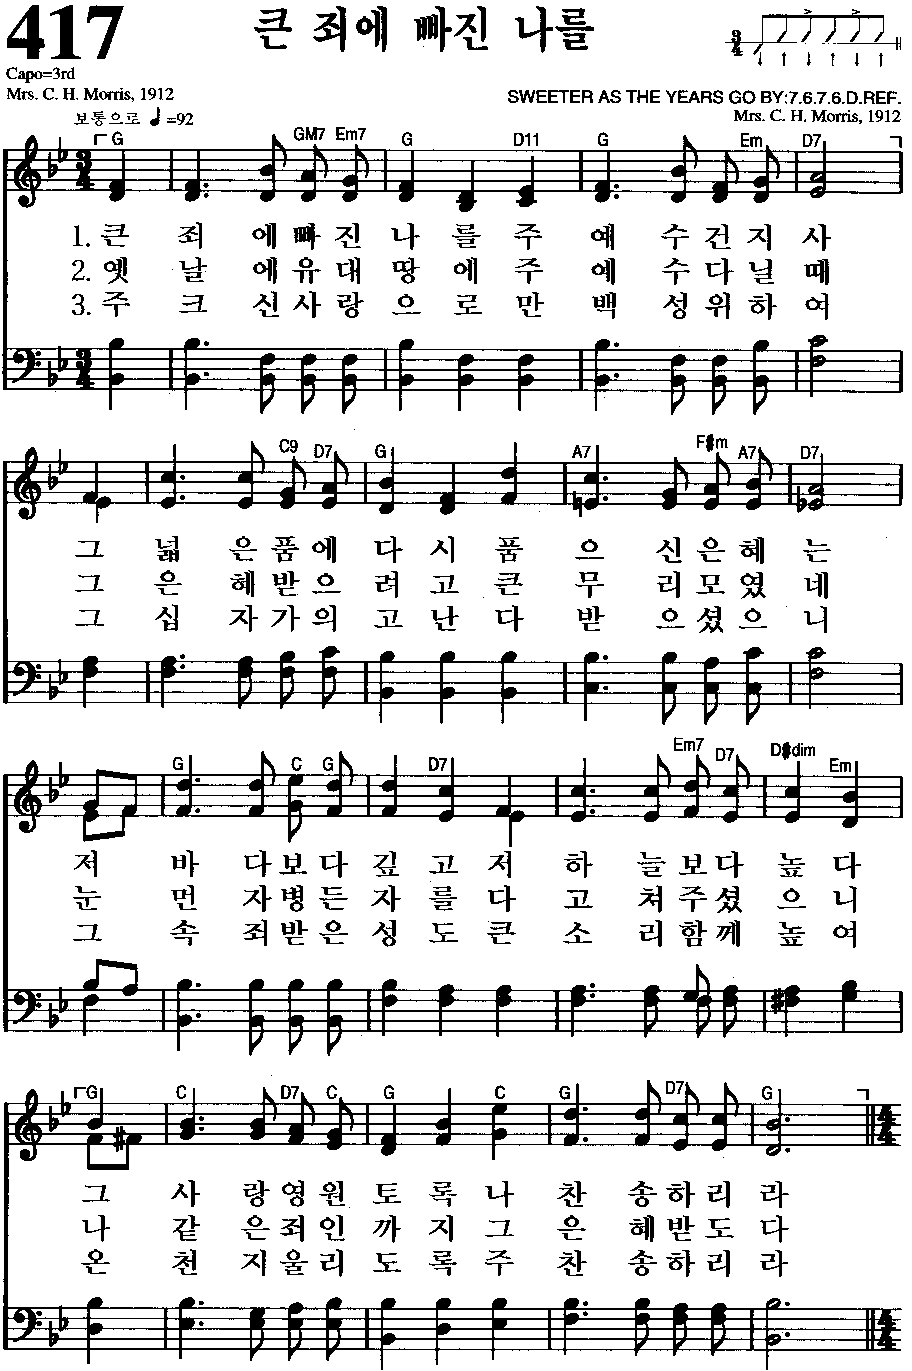 417
큰 죄에 빠진 나를
3/4
Capo=3rd
Mrs. C. H. Morris, 1912
SWEETER AS THE YEARS GO BY:7.6.7.6.D.REF.
Mrs. C. H. Morris, 1912
보통으로 ♩=92
G GM7 Em7 G D11 G Em D7
1. 큰 죄 에 빠 진 나 를 주 예 수 건 지 사
2. 옛 날 에 유 대 땅 에 주 예 수 다 닐 때
3. 주 크 신 사 랑 으 로 만 백 성 위 하 여
C9 D7 G A7 F#m A7 D7
그 넓 은 품 에 다 시 품 으 신 은 혜 는
그 은 혜 받 으 려 고 큰 무 리 모 였 네
그 십 자 가 의 고 난 다 받 으 셨 으 니
G C G D7 Em7 D7 D#dim Em
저 바 다 보 다 깊 고 저 하 늘 보 다 높 다
눈 먼 자 병 든 자 를 다 고 쳐 주 셨 으 니
그 속 죄 받 은 성 도 큰 소 리 함 께 높 여
G C D7 C G C G D7 G
그 사 랑 영 원 토 록 나 찬 송 하 리 라
나 같 은 죄 인 까 지 그 은 혜 받 도 다
온 천 지 울 리 도 록 주 찬 송 하 리 라